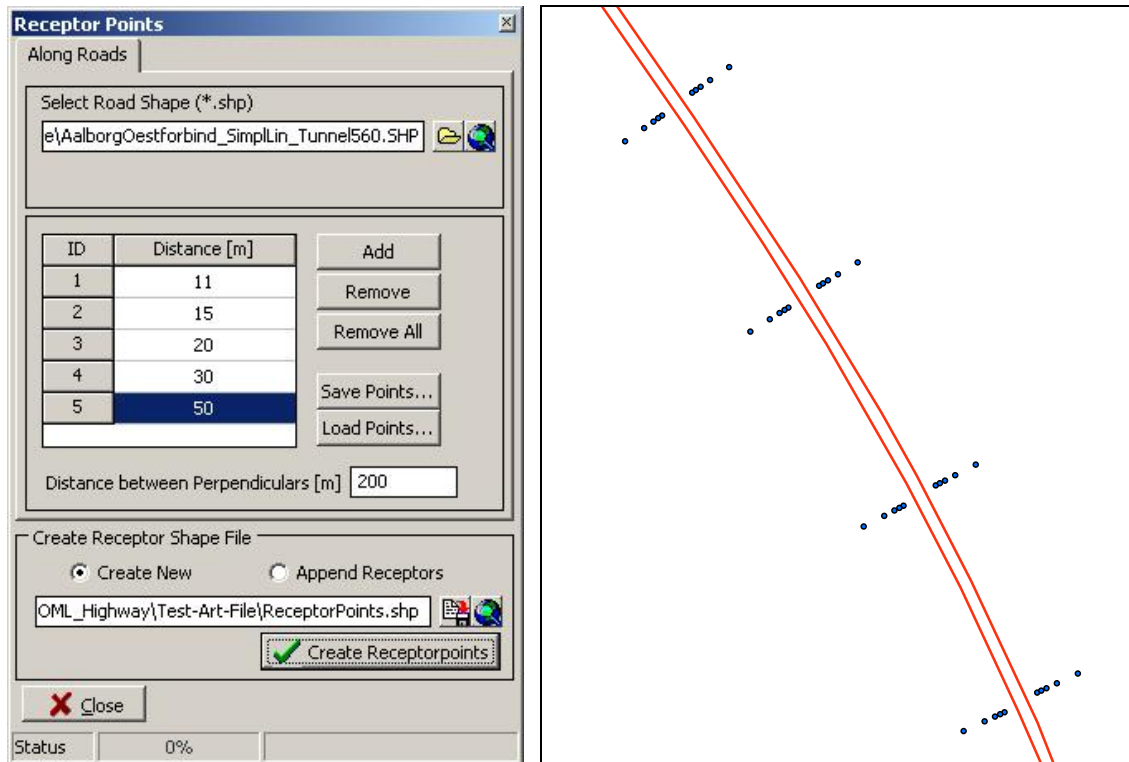 Receptor Points
Along Roads
Select Road Shape (*.shp)
e\AalborgOestforbind_SimplLin_Tunnel560.SHP
ID Distance [m]
1 11
2 15
3 20
4 30
5 50
Add
Remove
Remove All
Save Points...
Load Points...
Distance between Perpendiculars [m] 200
Create Receptor Shape File
Create New Append Receptors
OML_Highway\Test-Art-File\ReceptorPoints.shp
Create Receptorpoints
Close
Status 0%